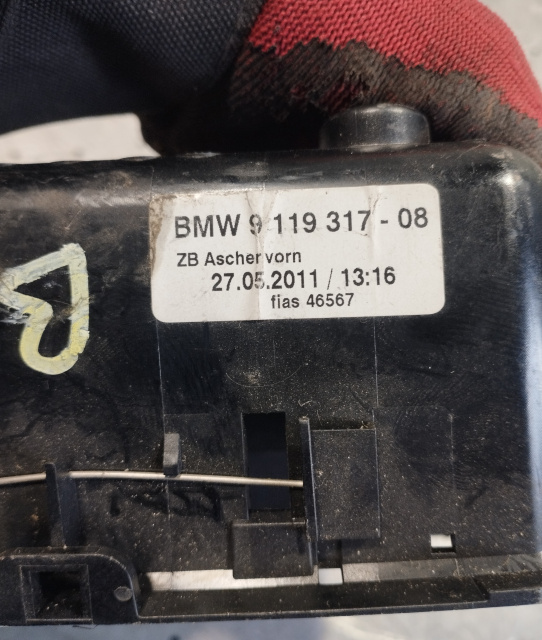 BMW 9 119 317 - 08
ZB Ascher vorn
27.05.2011 / 13:16
fias 46567